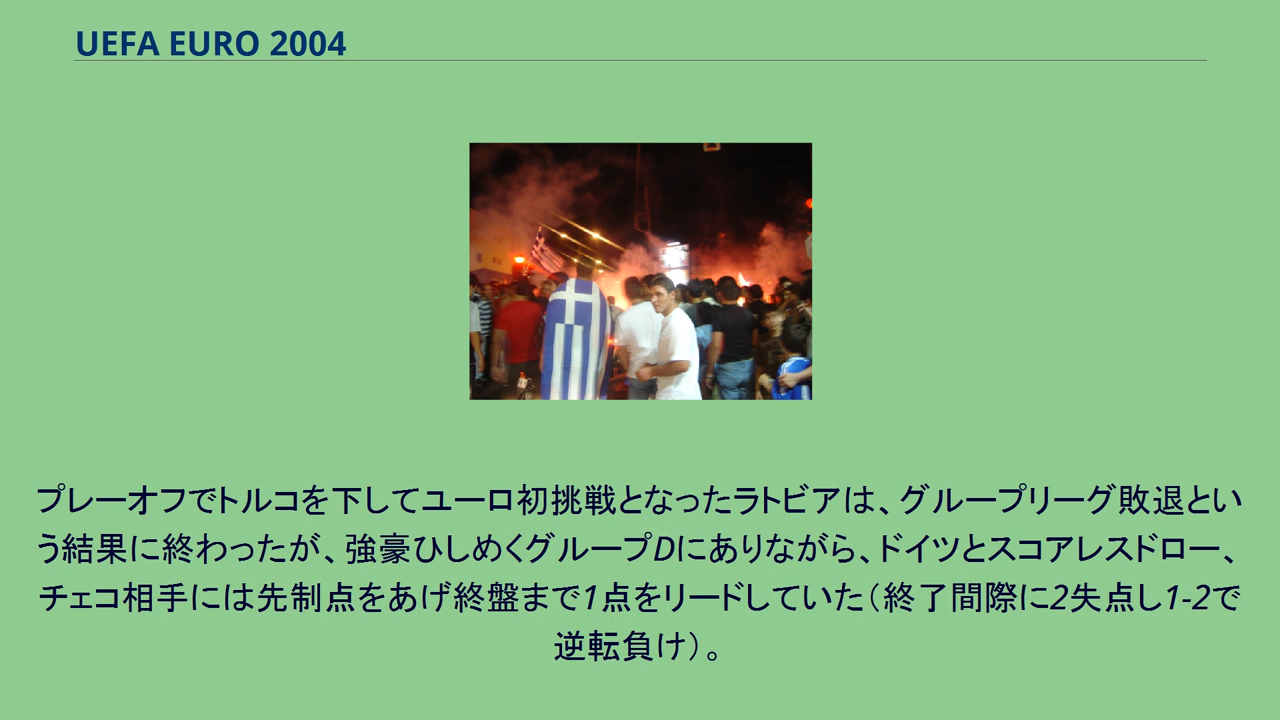 UEFA EURO 2004
プレーオフでトルコを下してユーロ初挑戦となったラトビアは、グループリーグ敗退とい
う結果に終わったが、強豪ひしめくグループDにありながら、ドイツとスコアレスドロー、
チェコ相手には先制点をあげ終盤まで1点をリードしていた（終了間際に2失点し1-2で
逆転負け）。